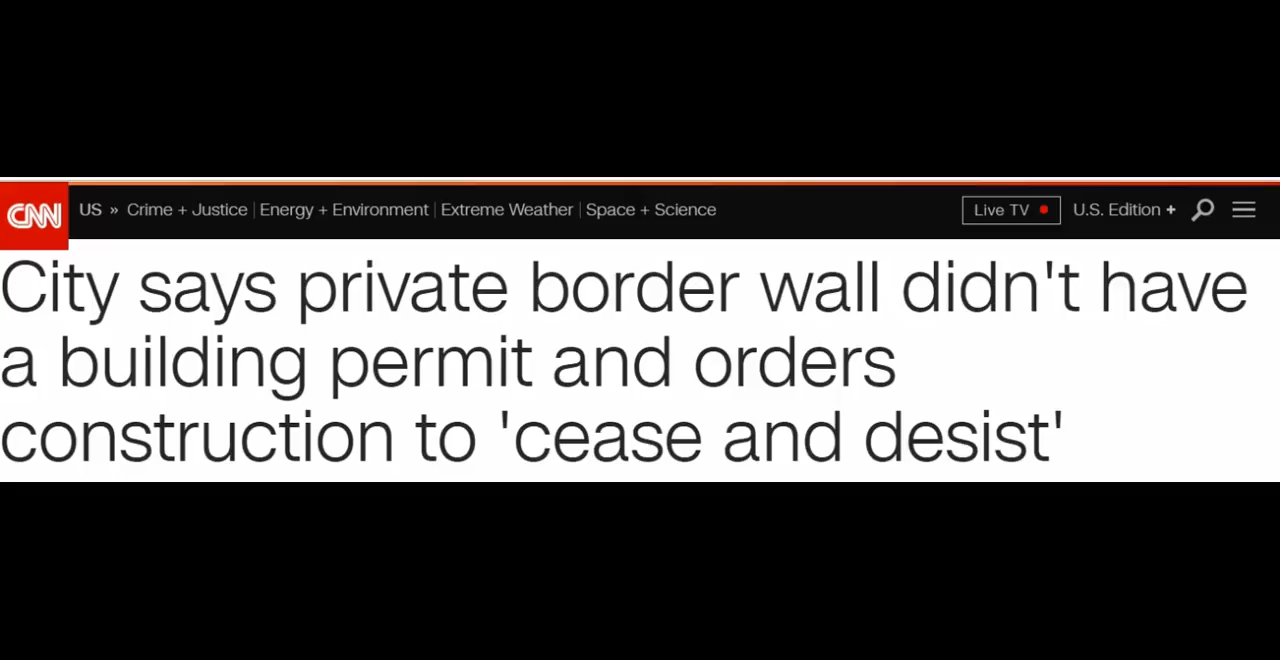 CNN US » Crime + Justice | Energy + Environment | Extreme Weather | Space + Science Live TV U.S. Edition +
City says private border wall didn't have
a building permit and orders
construction to 'cease and desist'